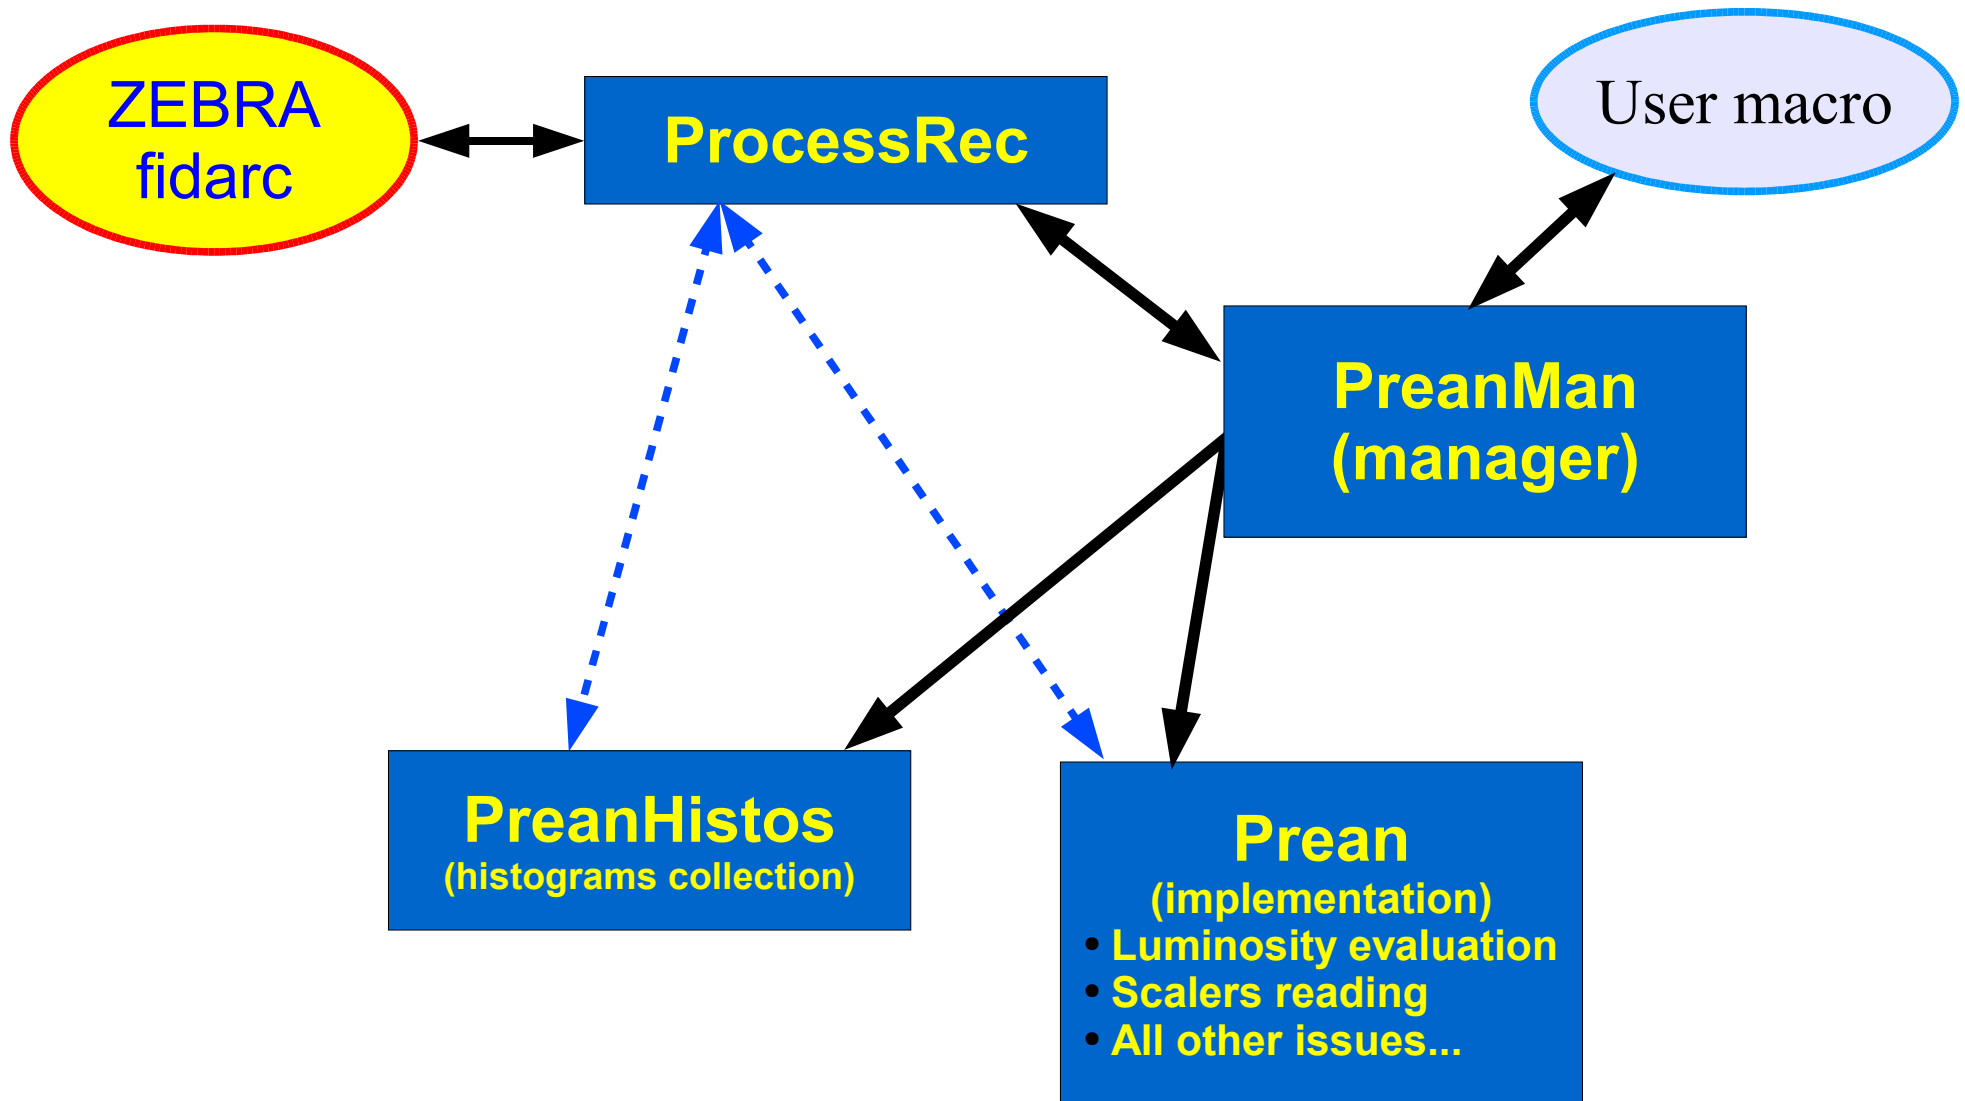 ZEBRA
fidarc
ProcessRec
User macro
PreanMan
(manager)
PreanHistos
(histograms collection)
Prean
(implementation)
• Luminosity evaluation
• Scalers reading
• All other issues...